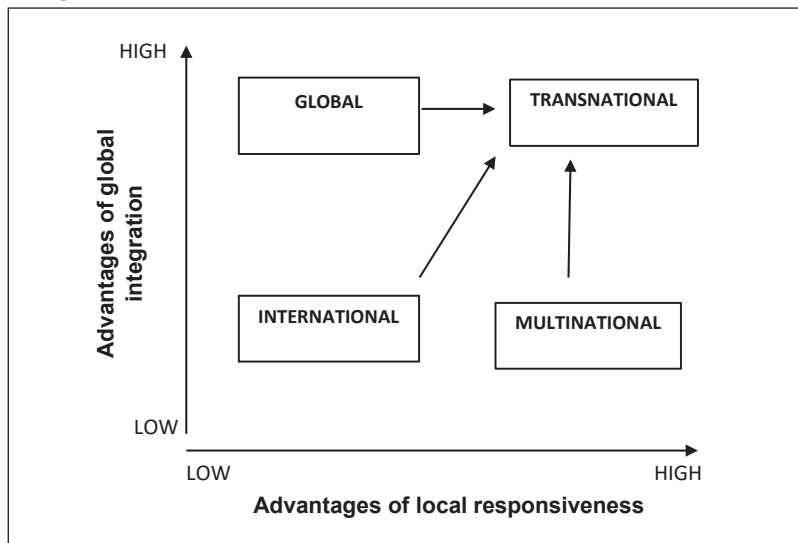 HIGH
GLOBAL
TRANSNATIONAL
Advantages of global
integration
INTERNATIONAL
MULTINATIONAL
LOW
LOW
HIGH
Advantages of local responsiveness